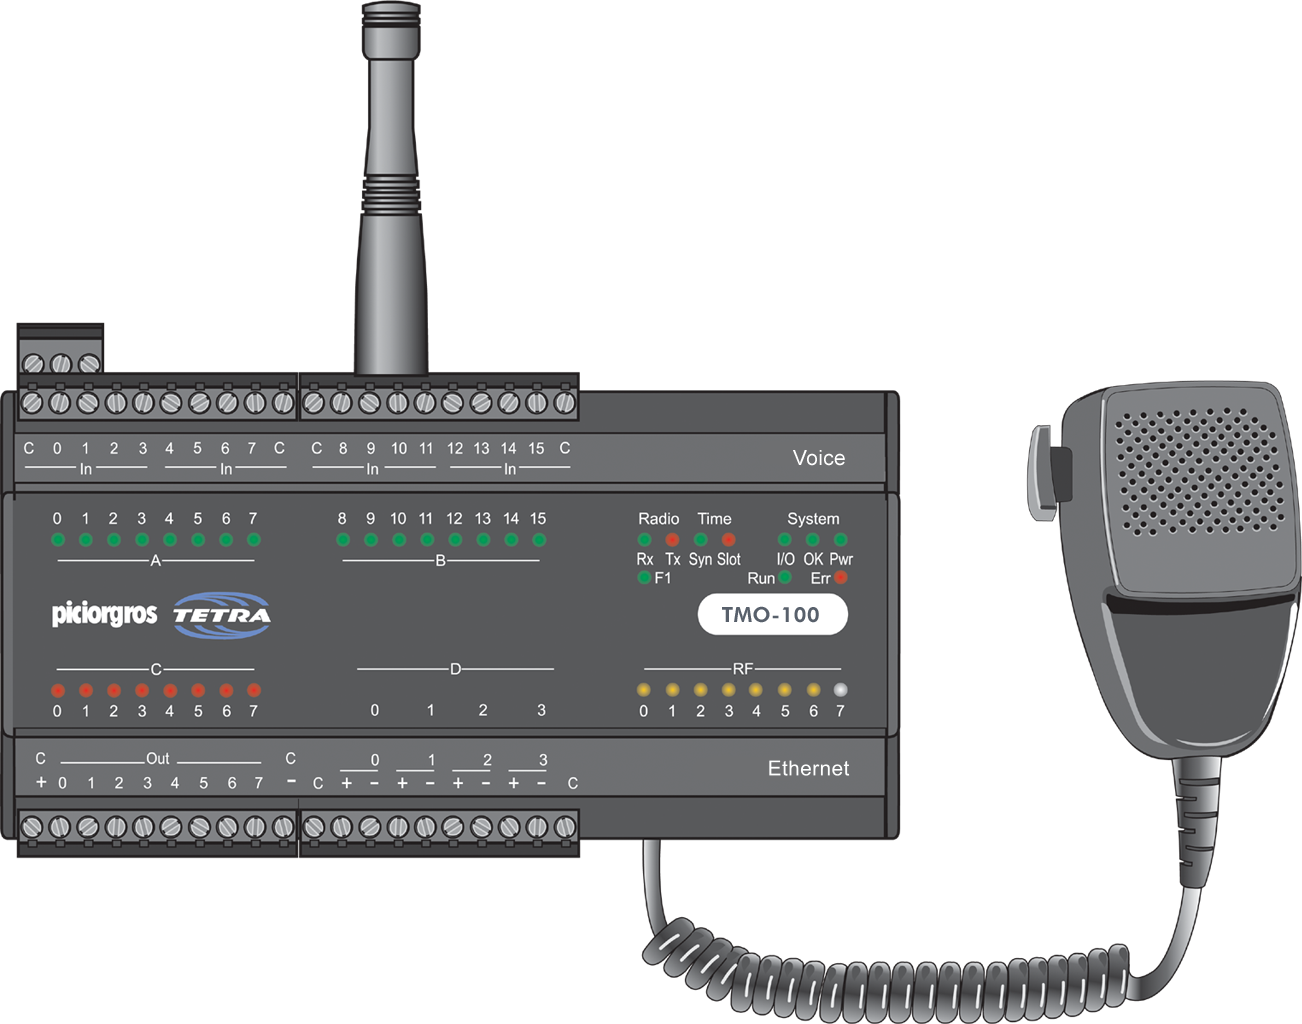 C 0 1 2 3 4 5 6 7 C C 8 9 10 11 12 13 14 15 C
In In In In
Voice
0 1 2 3 4 5 6 7 8 9 10 11 12 13 14 15
A B
Radio Time System
Rx Tx Syn Slot I/O OK Pwr
F1 Run Err
piciorgros TETRA
TMO-100
C D RF
0 1 2 3 4 5 6 7 0 1 2 3 0 1 2 3 4 5 6 7
C Out C 0 1 2 3
+ 0 1 2 3 4 5 6 7 - C + - + - + - + - C
Ethernet